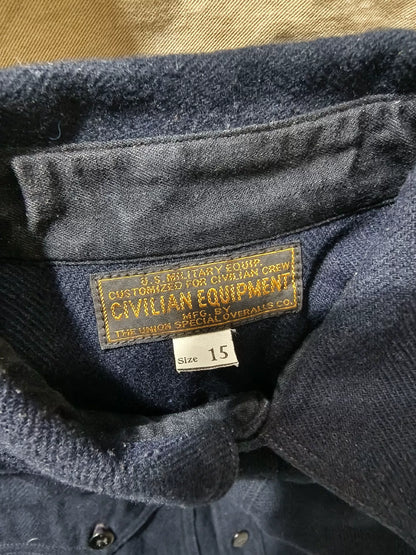 U.S. MILITARY EQUIP.
CUSTOMIZED FOR CIVILIAN CREW
CIVILIAN EQUIPMENT
MFG. BY
THE UNION SPECIAL OVERALLS CO.
Size 15